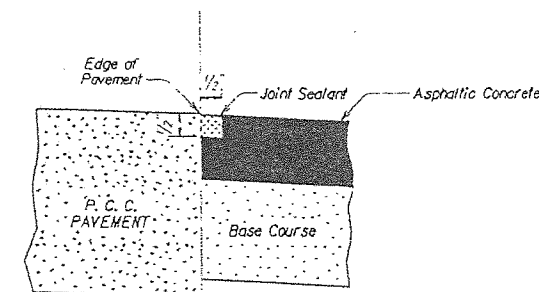 Edge of
Pavement
1/2"
Joint Sealant
Asphaltic Concrete
1/2
P. C. C.
PAVEMENT
Base Course